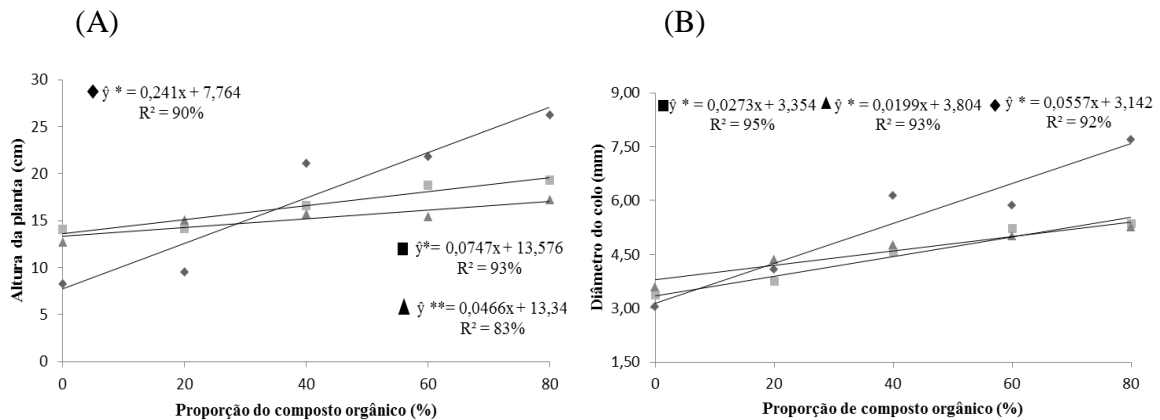 (A)
(B)
ŷ * = 0,241x + 7,764
R² = 90%
ŷ*= 0,0747x + 13,576
R² = 93%
ŷ **= 0,0466x + 13,34
R² = 83%
30
25
20
15
10
5
0
0 20 40 60 80
Altura da planta (cm)
Proporção do composto orgânico (%)
ŷ * = 0,0273x + 3,354 ŷ * = 0,0199x + 3,804 ŷ * = 0,0557x + 3,142
R² = 95% R² = 93% R² = 92%
9,00
7,50
6,00
4,50
3,00
1,50
0 20 40 60 80
Diâmetro do colo (mm)
Proporção de composto orgânico (%)